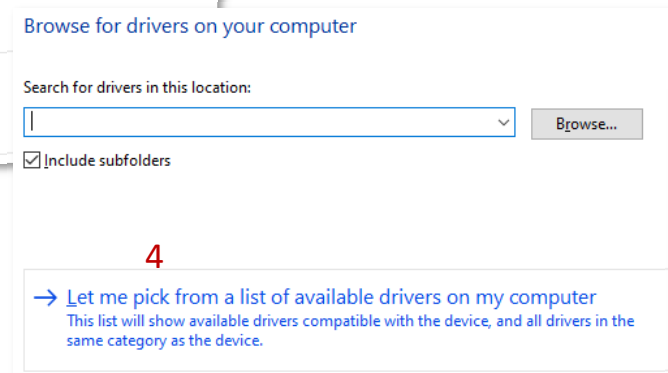 Browse for drivers on your computer
Search for drivers in this location:
Browse...
Include subfolders
4
Let me pick from a list of available drivers on my computer
This list will show available drivers compatible with the device, and all drivers in the
same category as the device.